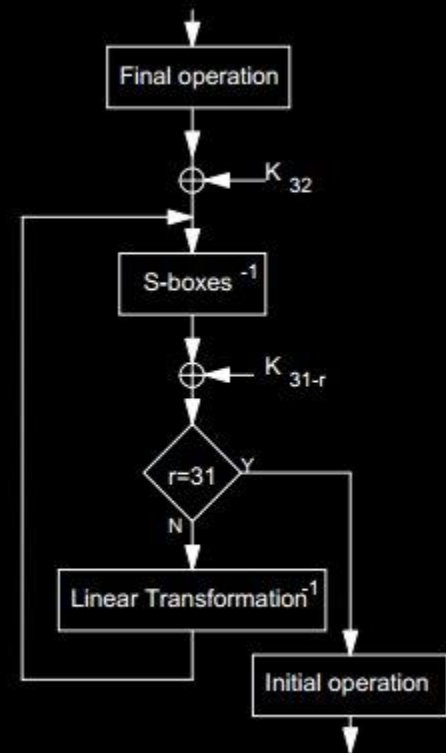 Final operation
K 32
S-boxes -1
K 31-r
r=31
Y
N
Linear Transformation -1
Initial operation